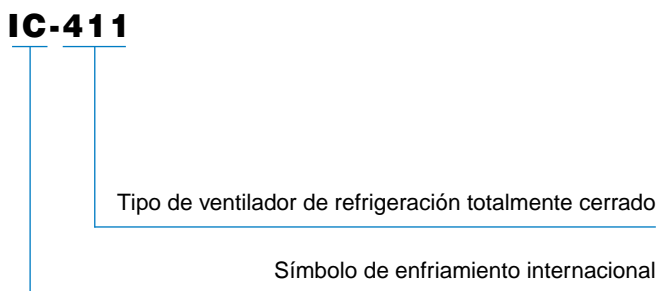 IC-411
Tipo de ventilador de refrigeración totalmente cerrado
Símbolo de enfriamiento internacional